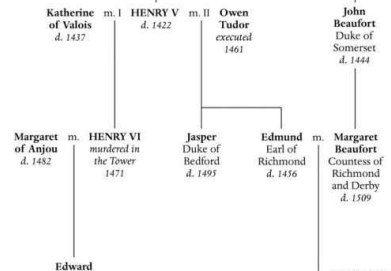 Katherine of Valois d. 1437
m. I
HENRY V d. 1422
m. II
Owen Tudor executed 1461
John Beaufort Duke of Somerset d. 1444
Margaret of Anjou d. 1482
m.
HENRY VI murdered in the Tower 1471
Jasper Duke of Bedford d. 1495
Edmund Earl of Richmond d. 1456
m.
Margaret Beaufort Countess of Richmond and Derby d. 1509
Edward